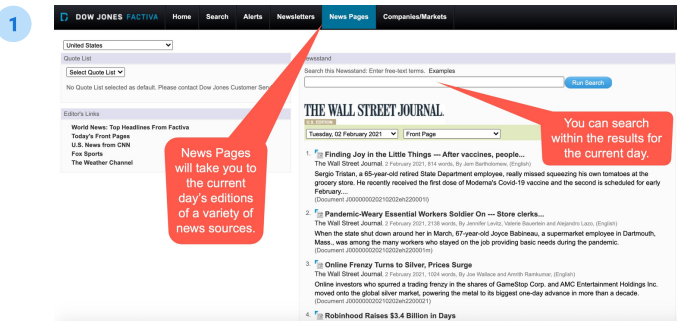 1
DOW JONES FACTIVA Home Search Alerts Newsletters News Pages Companies/Markets
United States
Quote List
Select Quote List
No Quote List selected as default. Please contact Dow Jones Customer Ser
Editor's Links
World News: Top Headlines From Factiva
Today's Front Pages
U.S. News from CNN
Fox Sports
The Weather Channel
News Pages
will take you to
the current
day's editions
of a variety of
news sources.
Newsstand
Search this Newsstand: Enter free-text terms. Examples
Run Search
You can search
within the results for
the current day.
THE WALL STREET JOURNAL.
U.S. EDITION
Tuesday, 02 February 2021 Front Page
1. Finding Joy in the Little Things --- After vaccines, people...
The Wall Street Journal, 2 February 2021, 814 words, By Jem Bartholomew, (English)
Sergio Tristan, a 65-year-old retired State Department employee, really missed squeezing his own tomatoes at the
grocery store. He recently received the first dose of Moderna's Covid-19 vaccine and the second is scheduled for early
February....
(Document J000000020210202eh220001l)
2. Pandemic-Weary Essential Workers Soldier On --- Store clerks...
The Wall Street Journal, 2 February 2021, 2138 words, By Jennifer Levitz, Valerie Bauerlein and Alejandro Lazo, (English)
When the state shut down around her in March, 67-year-old Joyce Babineau, a supermarket employee in Dartmouth,
Mass., was among the many workers who stayed on the job providing basic needs during the pandemic.
(Document J000000020210202eh220001m)
3. Online Frenzy Turns to Silver, Prices Surge
The Wall Street Journal, 2 February 2021, 1024 words, By Joe Wallace and Amrith Ramkumar, (English)
Online investors who spurred a trading frenzy in the shares of GameStop Corp. and AMC Entertainment Holdings Inc.
moved onto the global silver market, powering the metal to its biggest one-day advance in more than a decade.
(Document J000000020210202eh2200021)
4. Robinhood Raises $3.4 Billion in Days